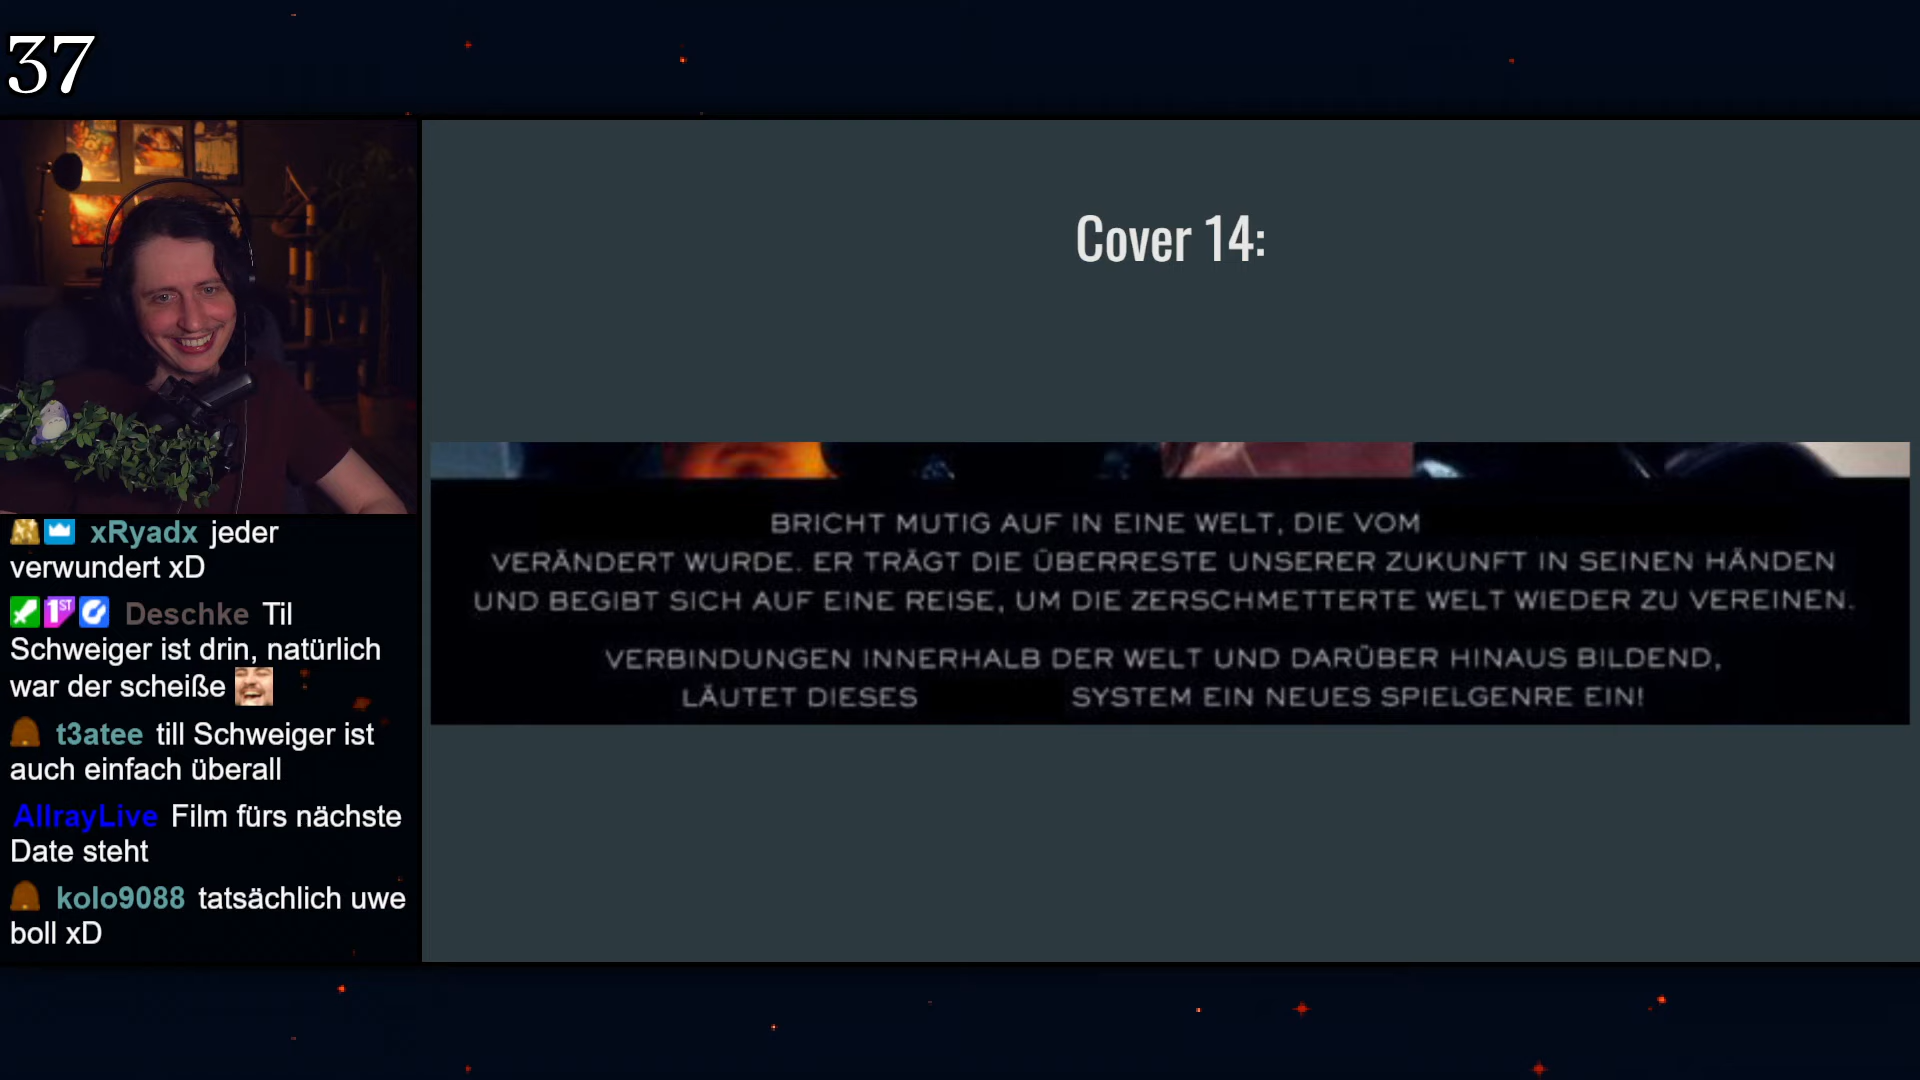 37
Cover 14:
BRICHT MUTIG AUF IN EINE WELT, DIE VOM
VERÄNDERT WURDE. ER TRÄGT DIE ÜBERRESTE UNSERER ZUKUNFT IN SEINEN HÄNDEN
UND BEGIBT SICH AUF EINE REISE, UM DIE ZERSCHMETTERTE WELT WIEDER ZU VEREINEN.
VERBINDUNGEN INNERHALB DER WELT UND DARÜBER HINAUS BILDEND,
LÄUTET DIESES SYSTEM EIN NEUES SPIELGENRE EIN!
xRyadx jeder
verwundert xD
1ST Deschke Til
Schweiger ist drin, natürlich
war der scheiße
t3atee till Schweiger ist
auch einfach überall
AllrayLive Film fürs nächste
Date steht
kolo9088 tatsächlich uwe
boll xD